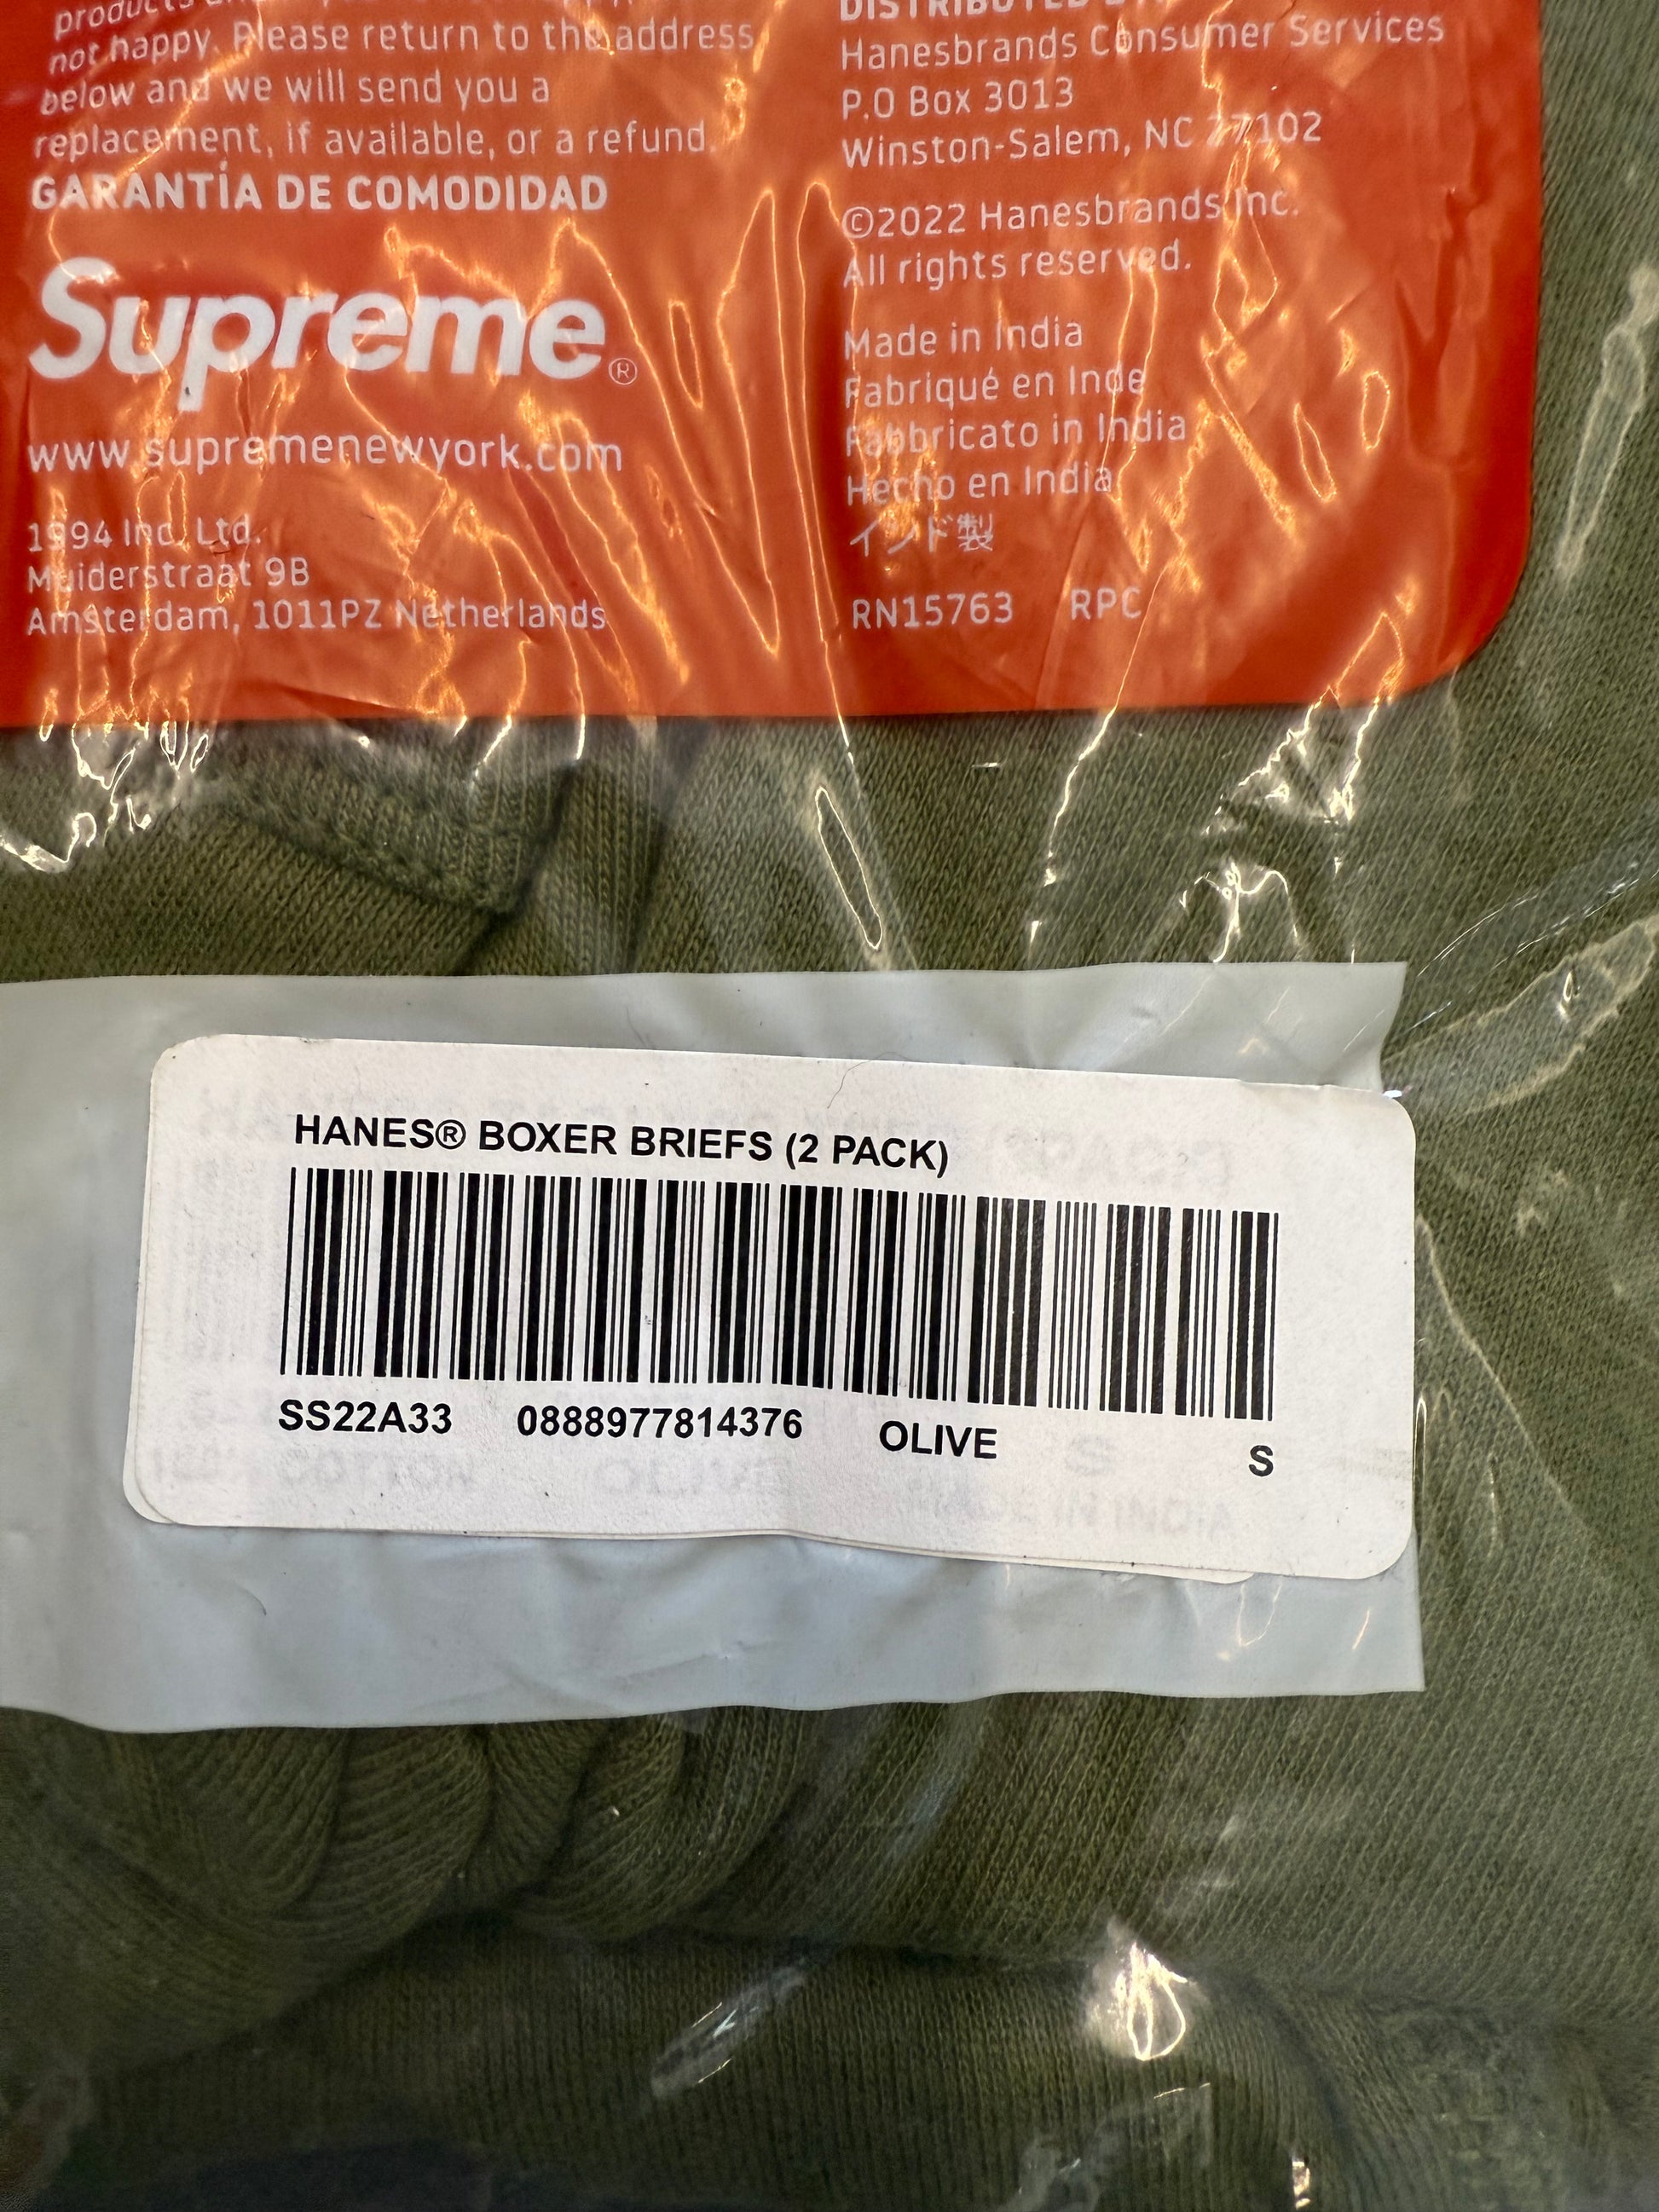 products
not happy. Please return to the address
below and we will send you a
replacement, if available, or a refund.
GARANTÍA DE COMODIDAD
Supreme®
www.supremenewyork.com
1994 Inc. Ltd.
Muiderstraat 9B
Amsterdam, 1011PZ Netherlands
DISTRIBUTED
Hanesbrands Consumer Services
P.O Box 3013
Winston-Salem, NC 27102
©2022 Hanesbrands Inc.
All rights reserved.
Made in India
Fabriqué en Inde
Fabbricato in India
Hecho en India
インド製
RN15763 RPC
HANES® BOXER BRIEFS (2 PACK)
SS22A33 0888977814376 OLIVE S